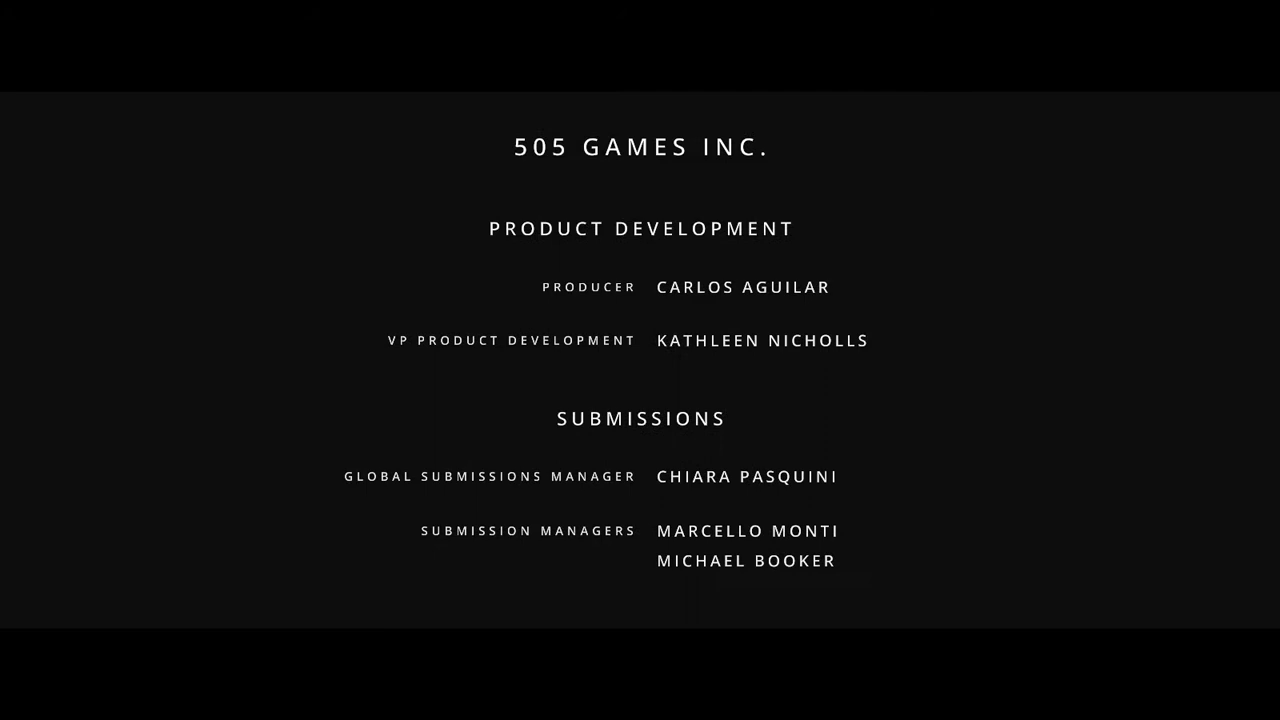 505 GAMES INC.
PRODUCT DEVELOPMENT
PRODUCER CARLOS AGUILAR
VP PRODUCT DEVELOPMENT KATHLEEN NICHOLLS
SUBMISSIONS
GLOBAL SUBMISSIONS MANAGER CHIARA PASQUINI
SUBMISSION MANAGERS MARCELLO MONTI
MICHAEL BOOKER